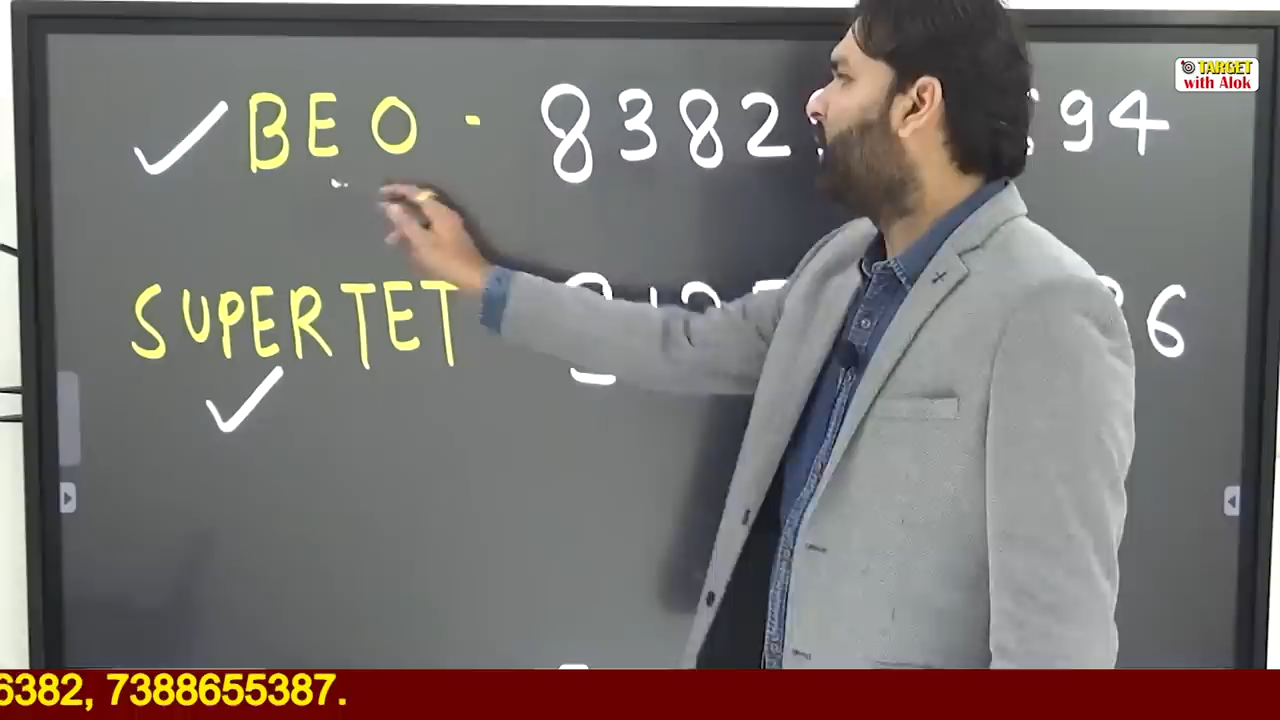 TARGET
with Alok
BEO - 8382 94
SUPERTET 6
6382, 7388655387.